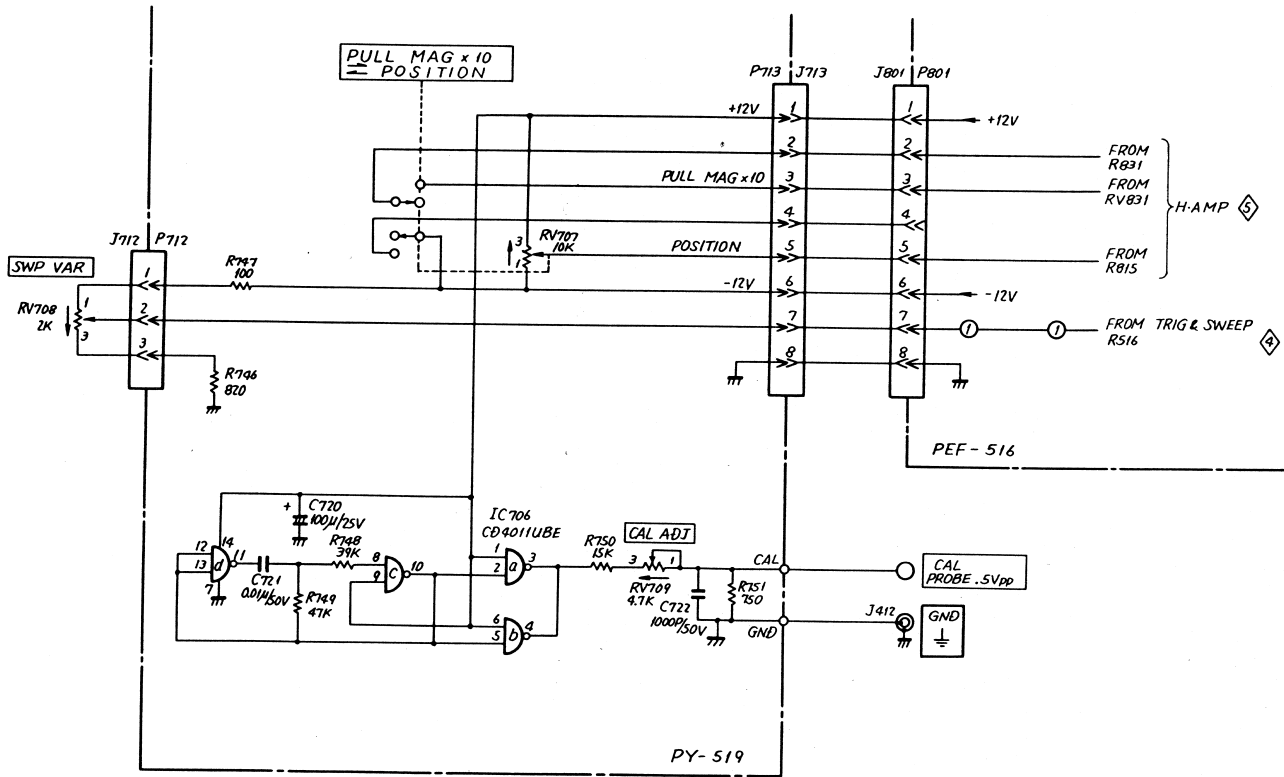 PULL MAG x 10
⇌ POSITION
P713 J713
J801 P801
+12V
1
1
+12V
2
2
FROM
R831
PULL MAG x10
3
3
FROM
RV831
4
4
H.AMP 5
RV707
10K
3
1
POSITION
5
5
FROM
R815
J712 P712
SWP VAR
1
R747
100
-12V
6
6
-12V
RV708
2K
1
3
2
7
7
1
1
FROM TRIG & SWEEP
R516
4
3
8
8
R746
820
PEF-516
+
C720
100μ/25V
IC706
CD4011UBE
12
13
14
d
11
7
C721
0.01μ/50V
R748
39K
R749
47K
8
9
C
10
1
2
a
3
6
5
b
4
R750
15K
CAL ADJ
3
1
RV709
4.7K
C722
1000P/50V
R751
750
CAL
GND
CAL
PROBE .5Vpp
J412
GND
PY-519